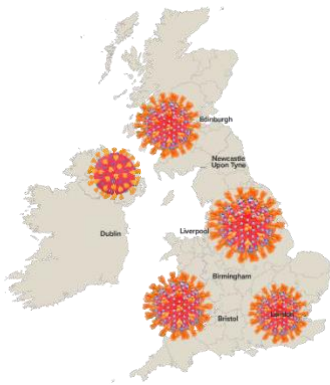 Edinburgh
Newcastle
Upon Tyne
Dublin
Liverpool
Birmingham
Bristol
London